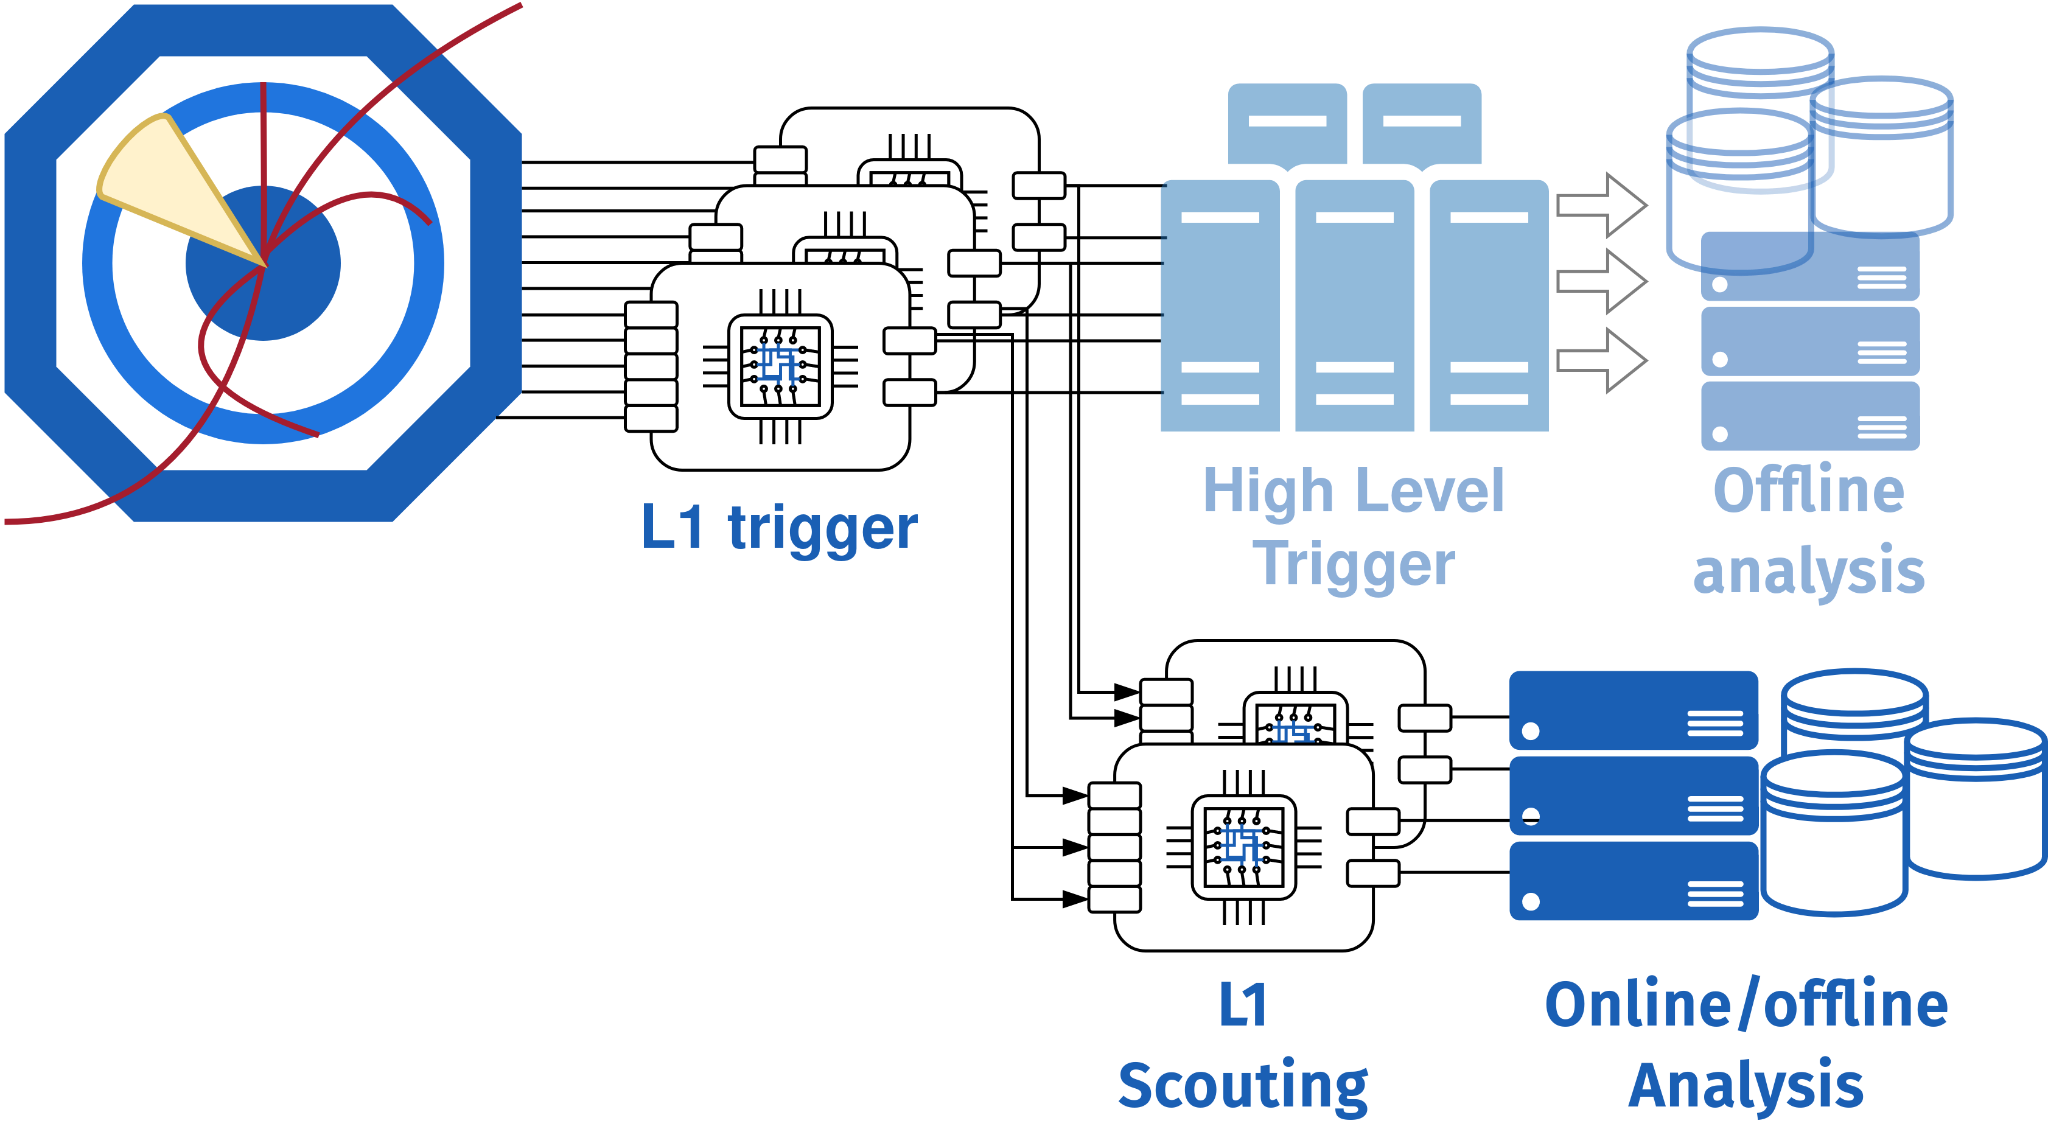 L1 trigger
High Level
Trigger
Offline
analysis
L1
Scouting
Online/offline
Analysis